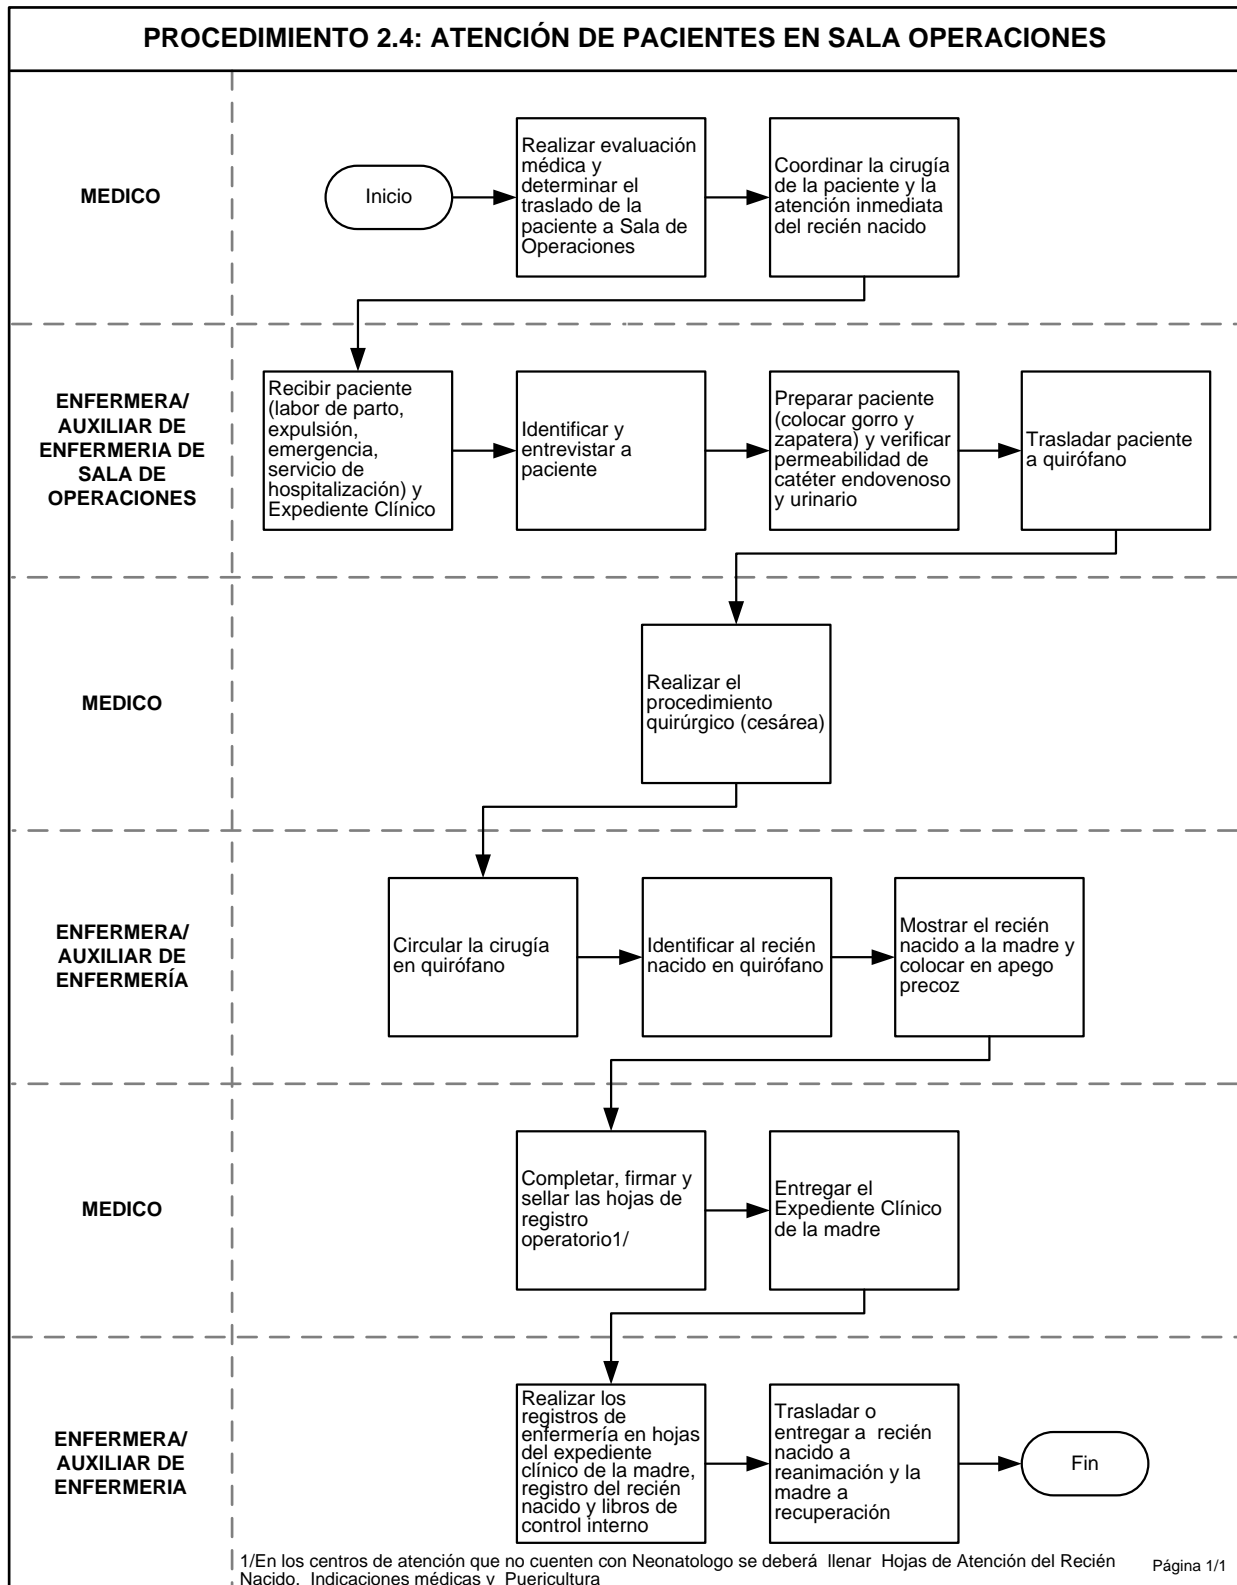 PROCEDIMIENTO 2.4: ATENCIÓN DE PACIENTES EN SALA OPERACIONES
MEDICO
Inicio
Realizar evaluación
médica y
determinar el
traslado de la
paciente a Sala de
Operaciones
Coordinar la cirugía
de la paciente y la
atención inmediata
del recién nacido
ENFERMERA/
AUXILIAR DE
ENFERMERIA DE
SALA DE
OPERACIONES
Recibir paciente
(labor de parto,
expulsión,
emergencia,
servicio de
hospitalización) y
Expediente Clínico
Identificar y
entrevistar a
paciente
Preparar paciente
(colocar gorro y
zapatera) y verificar
permeabilidad de
catéter endovenoso
y urinario
Trasladar paciente
a quirófano
MEDICO
Realizar el
procedimiento
quirúrgico (cesárea)
ENFERMERA/
AUXILIAR DE
ENFERMERÍA
Circular la cirugía
en quirófano
Identificar al recién
nacido en quirófano
Mostrar el recién
nacido a la madre y
colocar en apego
precoz
MEDICO
Completar, firmar y
sellar las hojas de
registro
operatorio1/
Entregar el
Expediente Clínico
de la madre
ENFERMERA/
AUXILIAR DE
ENFERMERIA
Realizar los
registros de
enfermería en hojas
del expediente
clínico de la madre,
registro del recién
nacido y libros de
control interno
Trasladar o
entregar a recién
nacido a
reanimación y la
madre a
recuperación
Fin
1/En los centros de atención que no cuenten con Neonatologo se deberá llenar Hojas de Atención del Recién
Nacido, Indicaciones médicas y Puericultura
Página 1/1